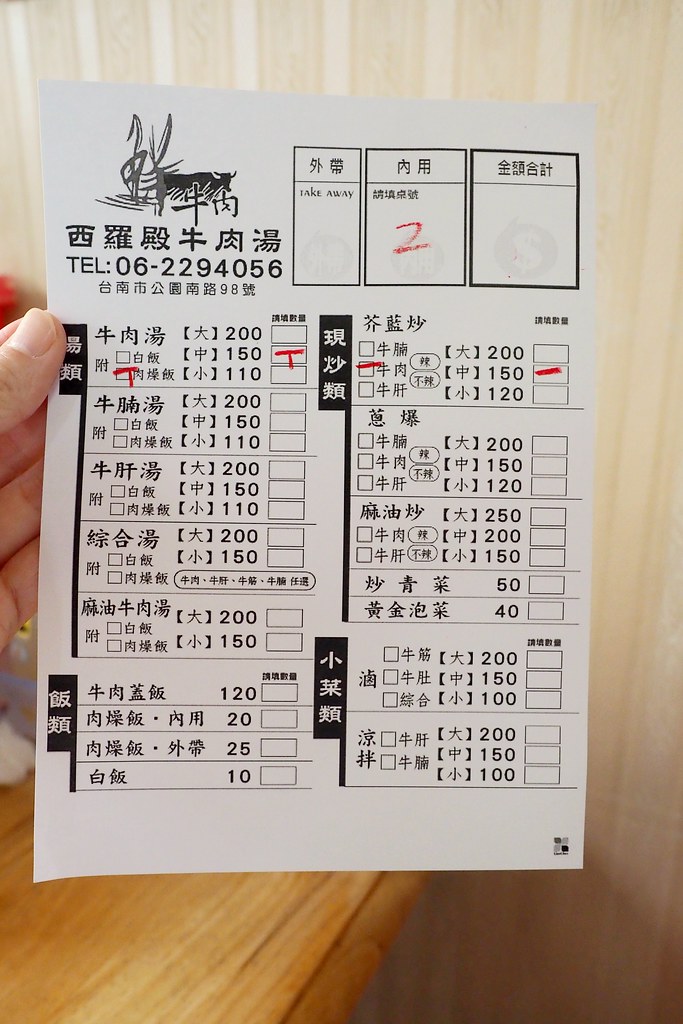 鮮
牛肉
西羅殿牛肉湯
TEL:06-2294056
台南市公園南路98號
外帶
TAKE AWAY
內用
請填桌號
2
金額合計
湯類
請填數量
牛肉湯【大】200
附 □白飯【中】150 T
□肉燥飯【小】110
T
牛腩湯【大】200
附 □白飯【中】150
□肉燥飯【小】110
牛肝湯【大】200
附 □白飯【中】150
□肉燥飯【小】110
綜合湯【大】200
附 □白飯【小】150
□肉燥飯 牛肉、牛肝、牛筋、牛腩 任選
麻油牛肉湯【大】200
附 □白飯
□肉燥飯【小】150
飯類
請填數量
牛肉蓋飯 120
肉燥飯·內用 20
肉燥飯·外帶 25
白飯 10
現炒類
請填數量
芥藍炒
□牛腩 辣【大】200
□牛肉【中】150 一
□牛肝 不辣【小】120
一
蔥爆
□牛腩 辣【大】200
□牛肉【中】150
□牛肝 不辣【小】120
麻油炒【大】250
□牛肉 辣【中】200
□牛肝 不辣【小】150
炒青菜 50
黃金泡菜 40
小菜類
請填數量
滷 □牛筋【大】200
□牛肚【中】150
□綜合【小】100
涼拌 □牛肝【大】200
□牛腩【中】150
【小】100